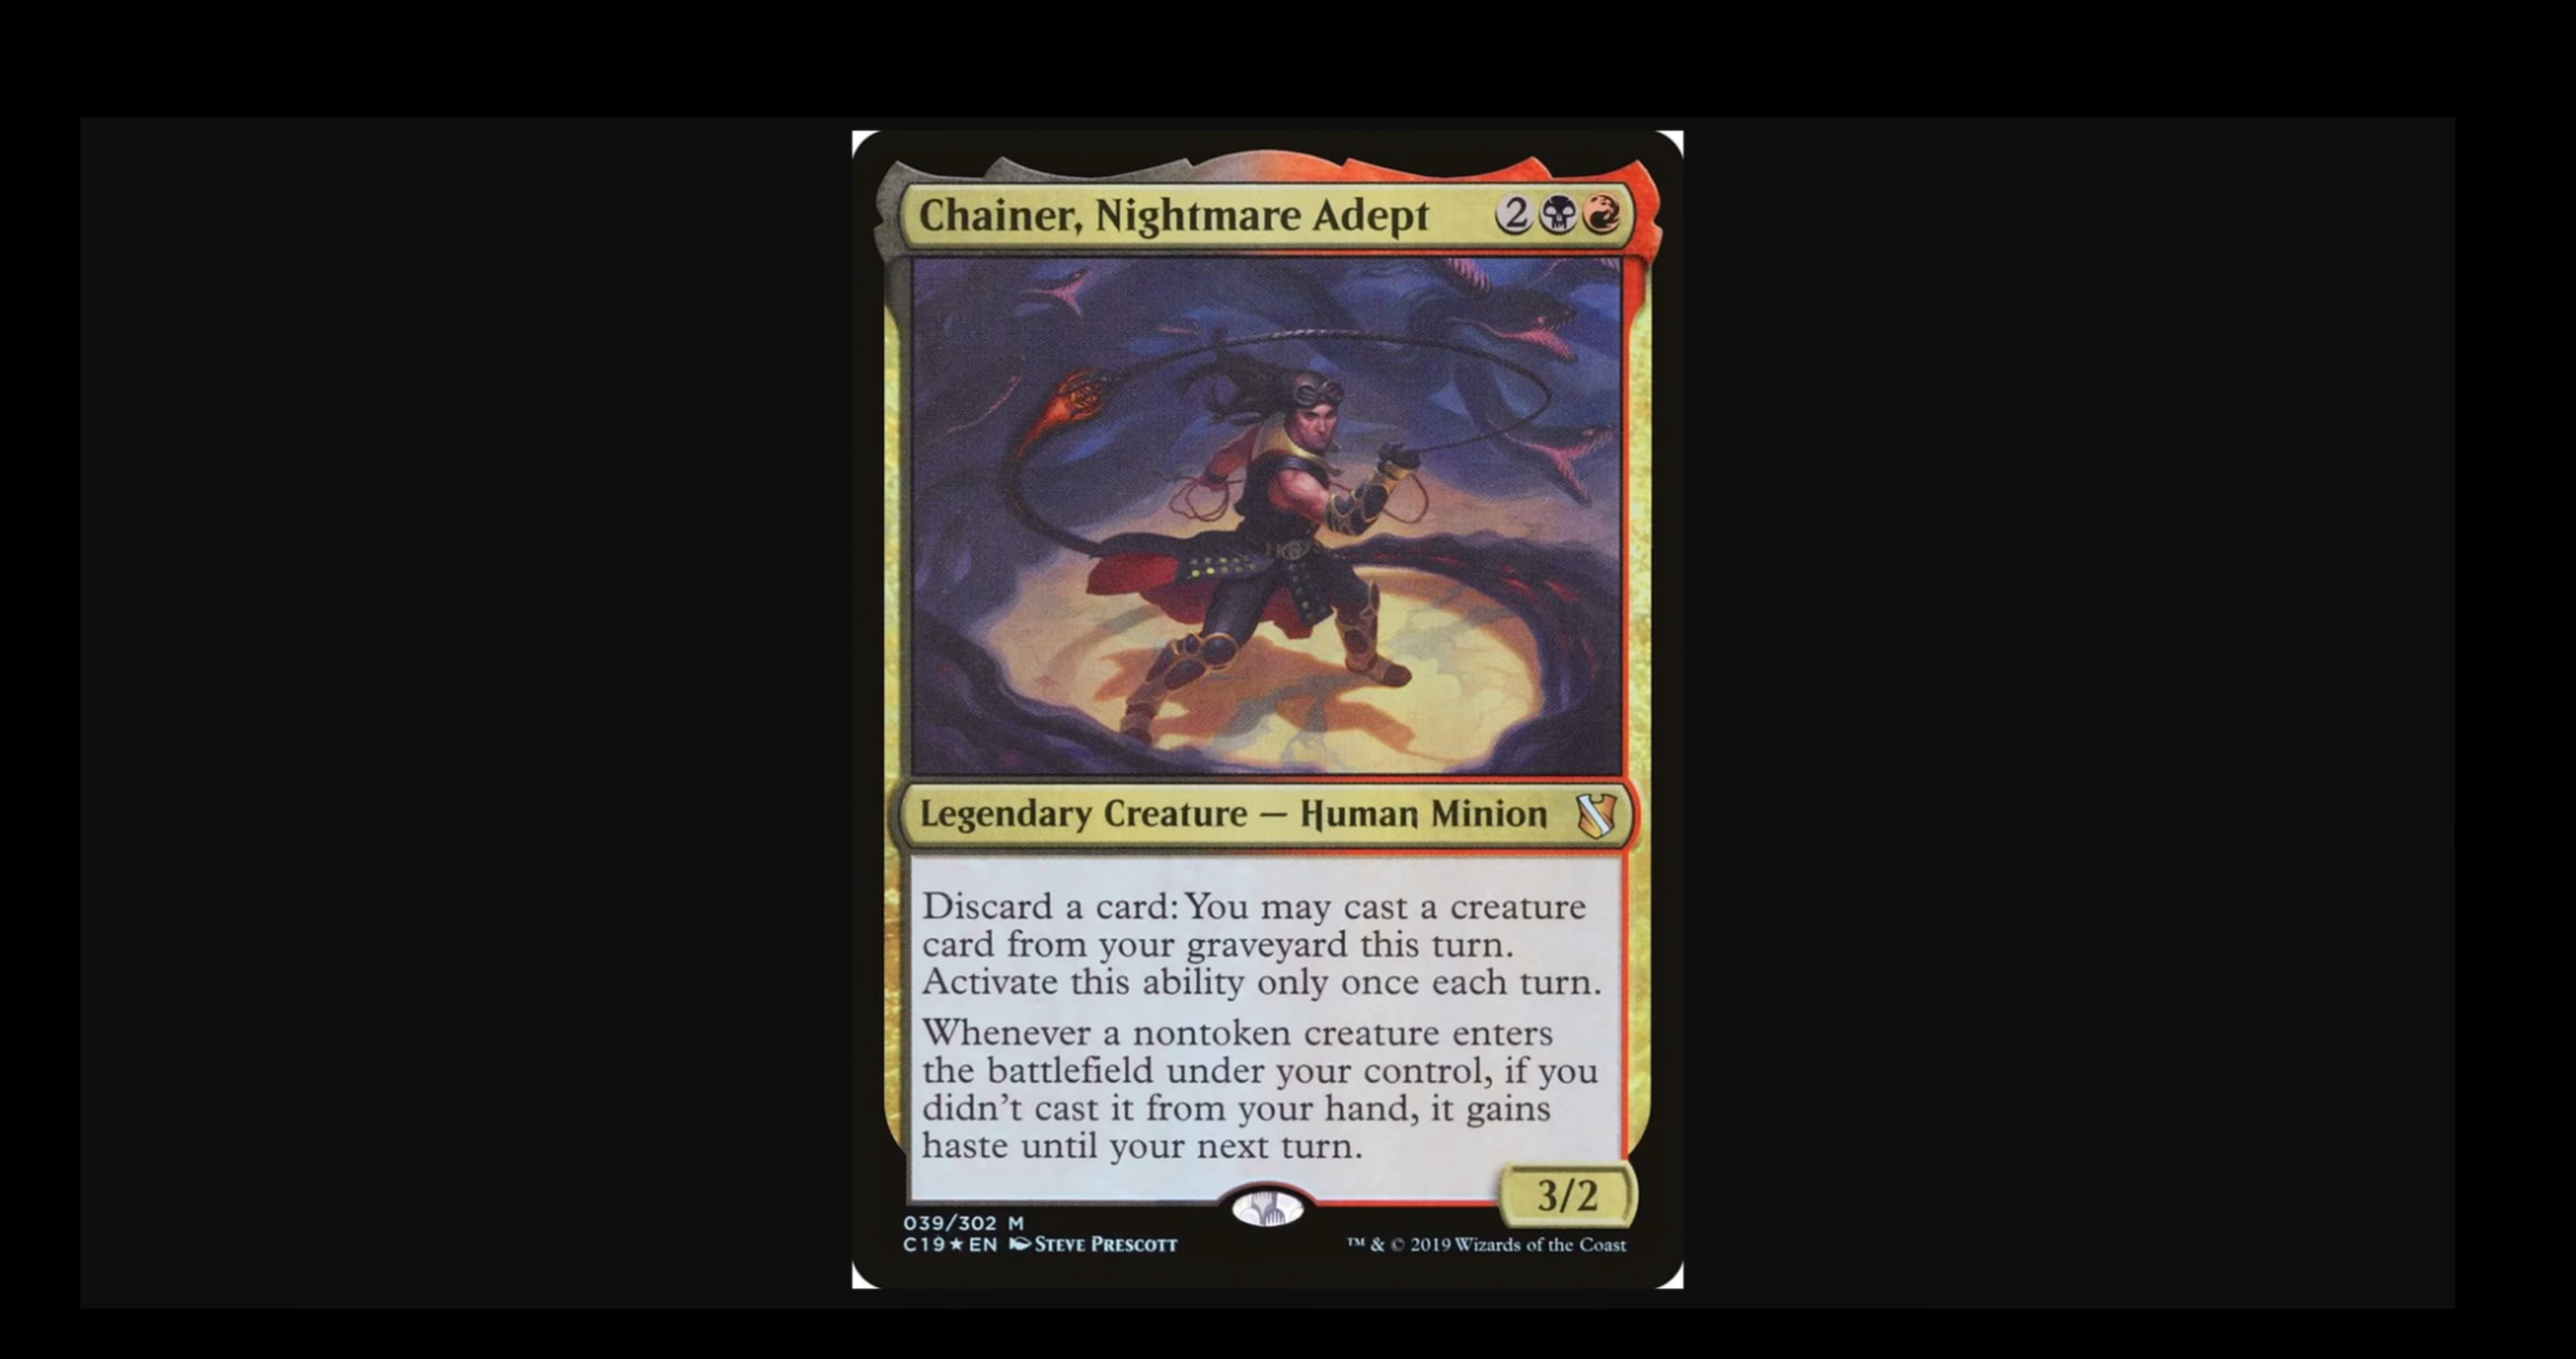 Chainer, Nightmare Adept 2
Legendary Creature — Human Minion
Discard a card: You may cast a creature
card from your graveyard this turn.
Activate this ability only once each turn.
Whenever a nontoken creature enters
the battlefield under your control, if you
didn't cast it from your hand, it gains
haste until your next turn.
3/2
039/302 M
C19★EN STEVE PRESCOTT
™ & © 2019 Wizards of the Coast